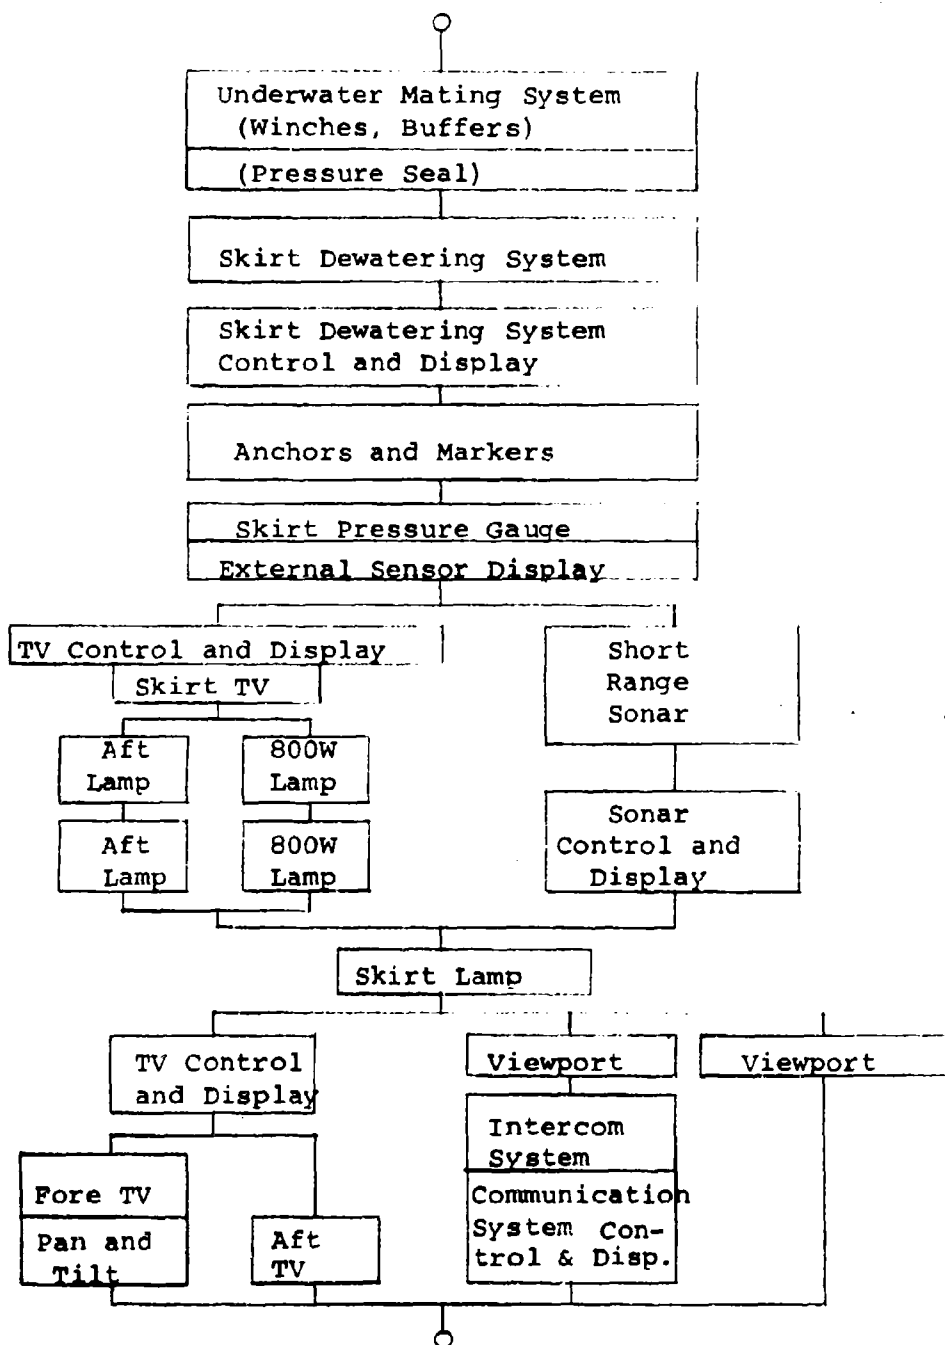 Underwater Mating System
(Winches, Buffers)
(Pressure Seal)
Skirt Dewatering System
Skirt Dewatering System
Control and Display
Anchors and Markers
Skirt Pressure Gauge
External Sensor Display
TV Control and Display
Skirt TV
Aft
Lamp
800W
Lamp
Aft
Lamp
800W
Lamp
Short
Range
Sonar
Sonar
Control and
Display
Skirt Lamp
TV Control
and Display
Fore TV
Pan and
Tilt
Aft
TV
Viewport
Intercom
System
Communication
System Con-
trol & Disp.
Viewport